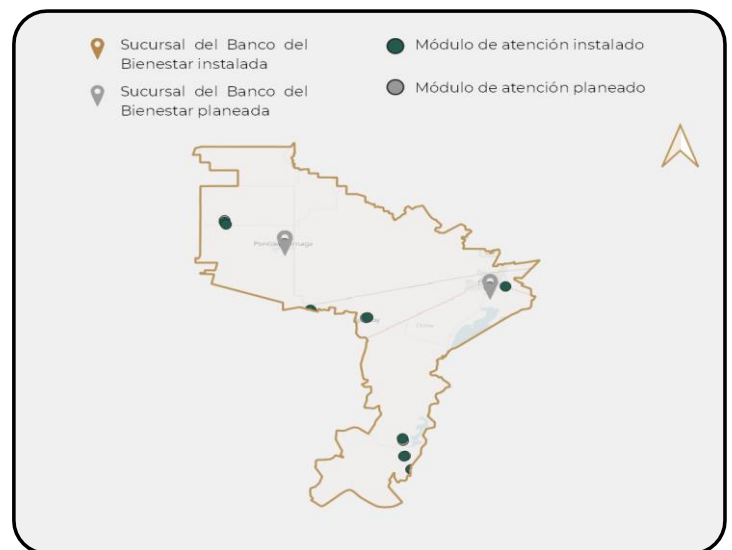 Sucursal del Banco del
Bienestar instalada
Módulo de atención instalado
Sucursal del Banco del
Bienestar planeada
Módulo de atención planeado